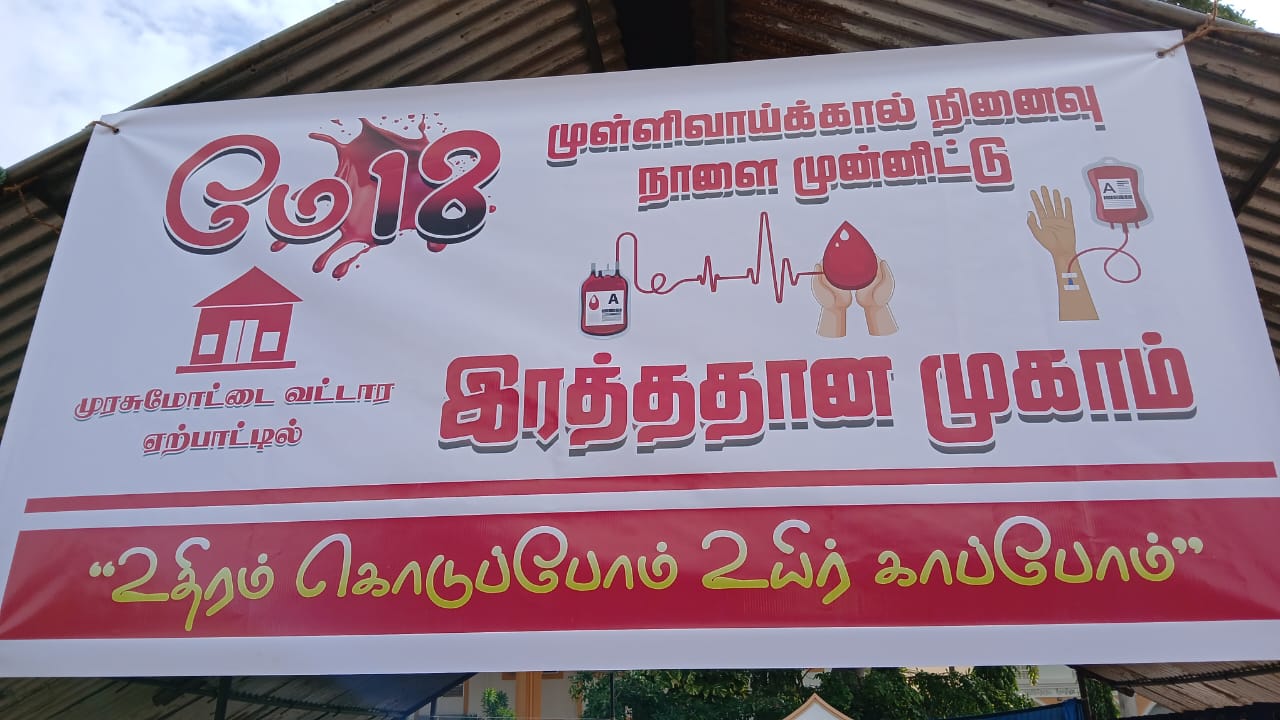 மே18
முள்ளிவாய்க்கால் நினைவு
நாளை முன்னிட்டு
A
A
இரத்ததான முகாம்
முரசுமோட்டை வட்டார
ஏற்பாட்டில்
“உதிரம் கொடுப்போம் உயிர் காப்போம்”